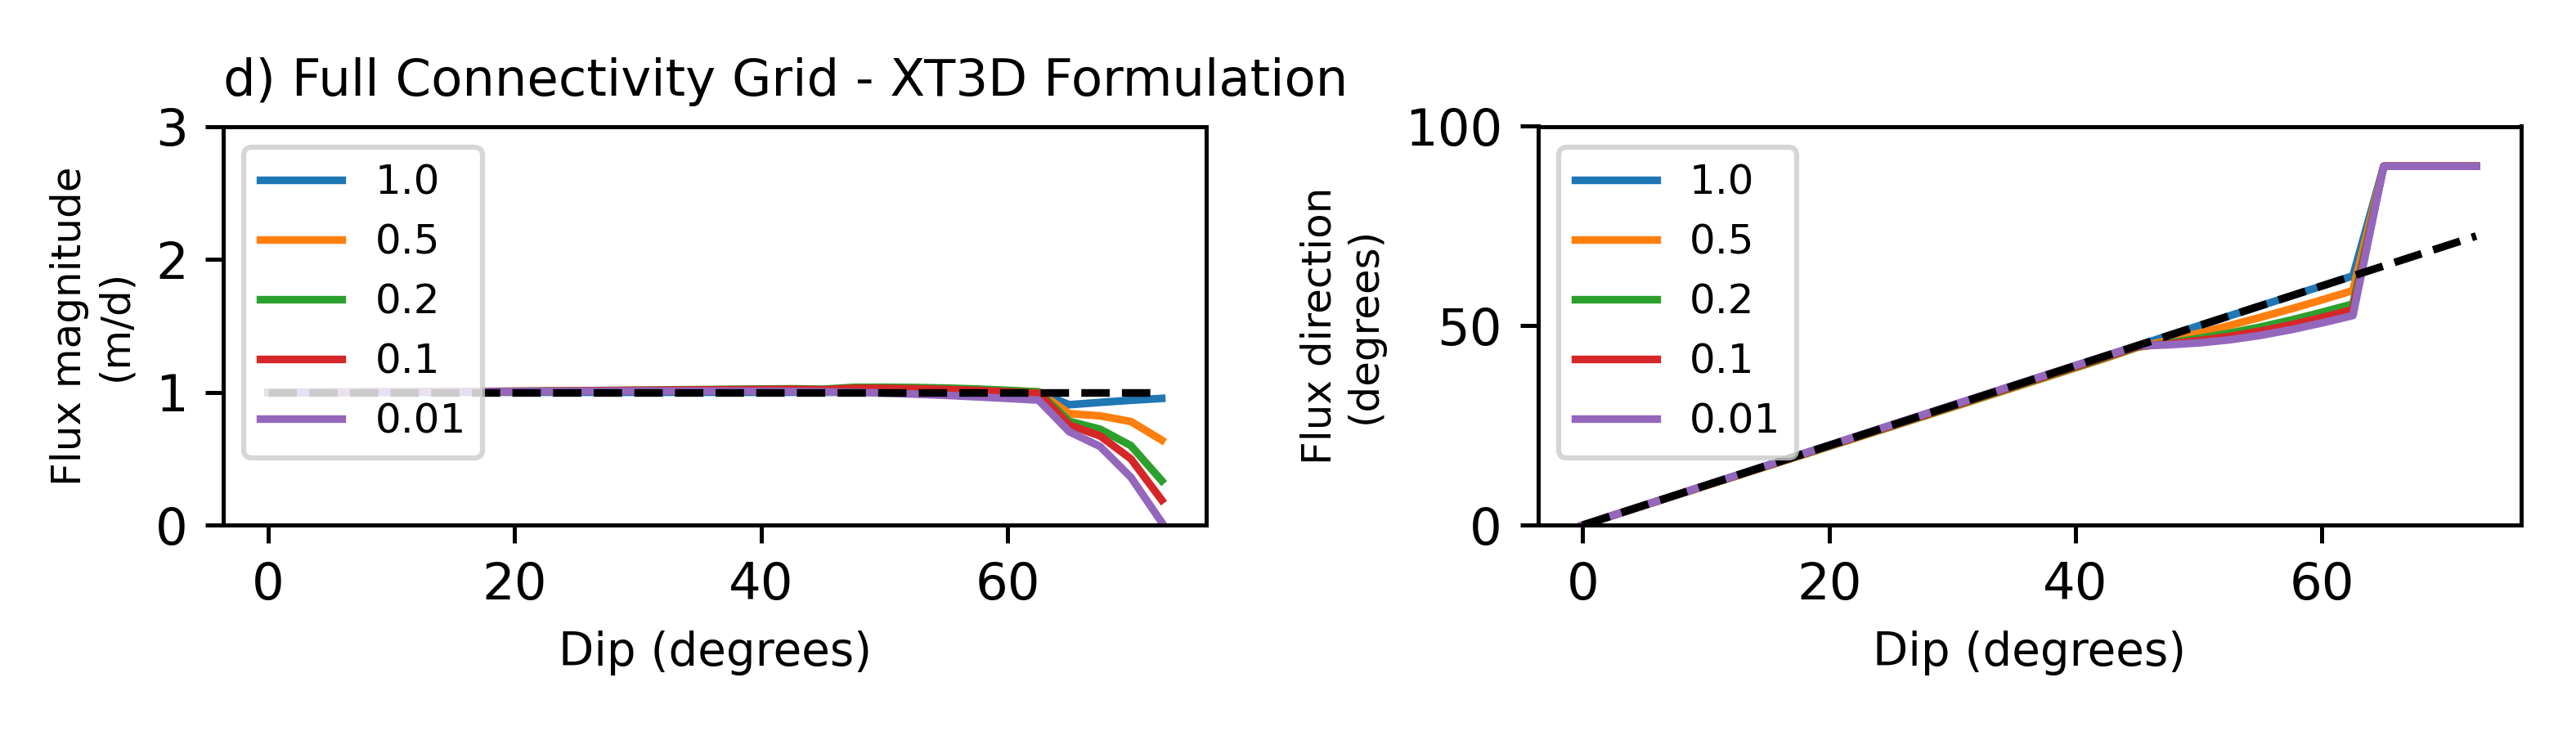 d) Full Connectivity Grid - XT3D Formulation
Flux magnitude
(m/d)
3
2
1
0
1.0
0.5
0.2
0.1
0.01
0 20 40 60
Dip (degrees)
Flux direction
(degrees)
100
50
0
1.0
0.5
0.2
0.1
0.01
0 20 40 60
Dip (degrees)